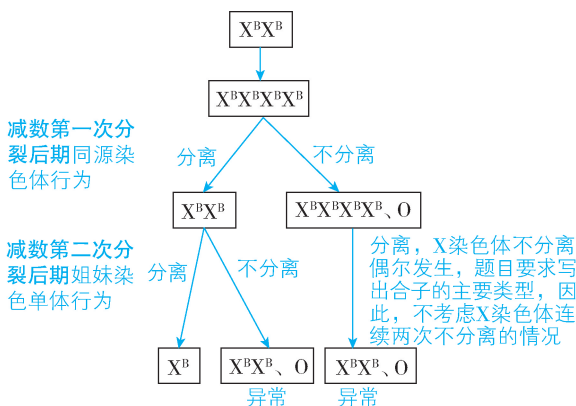 XᴮXᴮ
XᴮXᴮXᴮXᴮ
减数第一次分
裂后期同源染
色体行为
分离
不分离
XᴮXᴮ
XᴮXᴮXᴮXᴮ、O
减数第二次分
裂后期姐妹染
色单体行为
分离
不分离
分离，X染色体不分离
偶尔发生，题目要求写
出合子的主要类型，因
此，不考虑X染色体连
续两次不分离的情况
Xᴮ
XᴮXᴮ、O
XᴮXᴮ、O
异常
异常